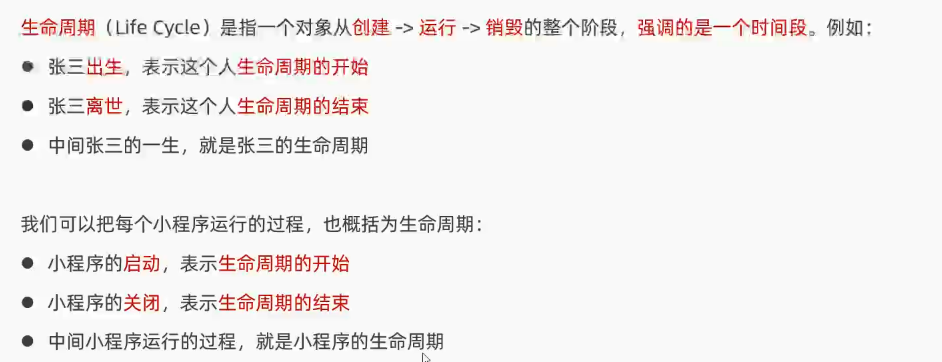 生命周期（Life Cycle）是指一个对象从创建 -> 运行 -> 销毁的整个阶段，强调的是一个时间段。例如：
● 张三出生，表示这个人生命周期的开始
● 张三离世，表示这个人生命周期的结束
● 中间张三的一生，就是张三的生命周期
我们可以把每个小程序运行的过程，也概括为生命周期：
● 小程序的启动，表示生命周期的开始
● 小程序的关闭，表示生命周期的结束
● 中间小程序运行的过程，就是小程序的生命周期